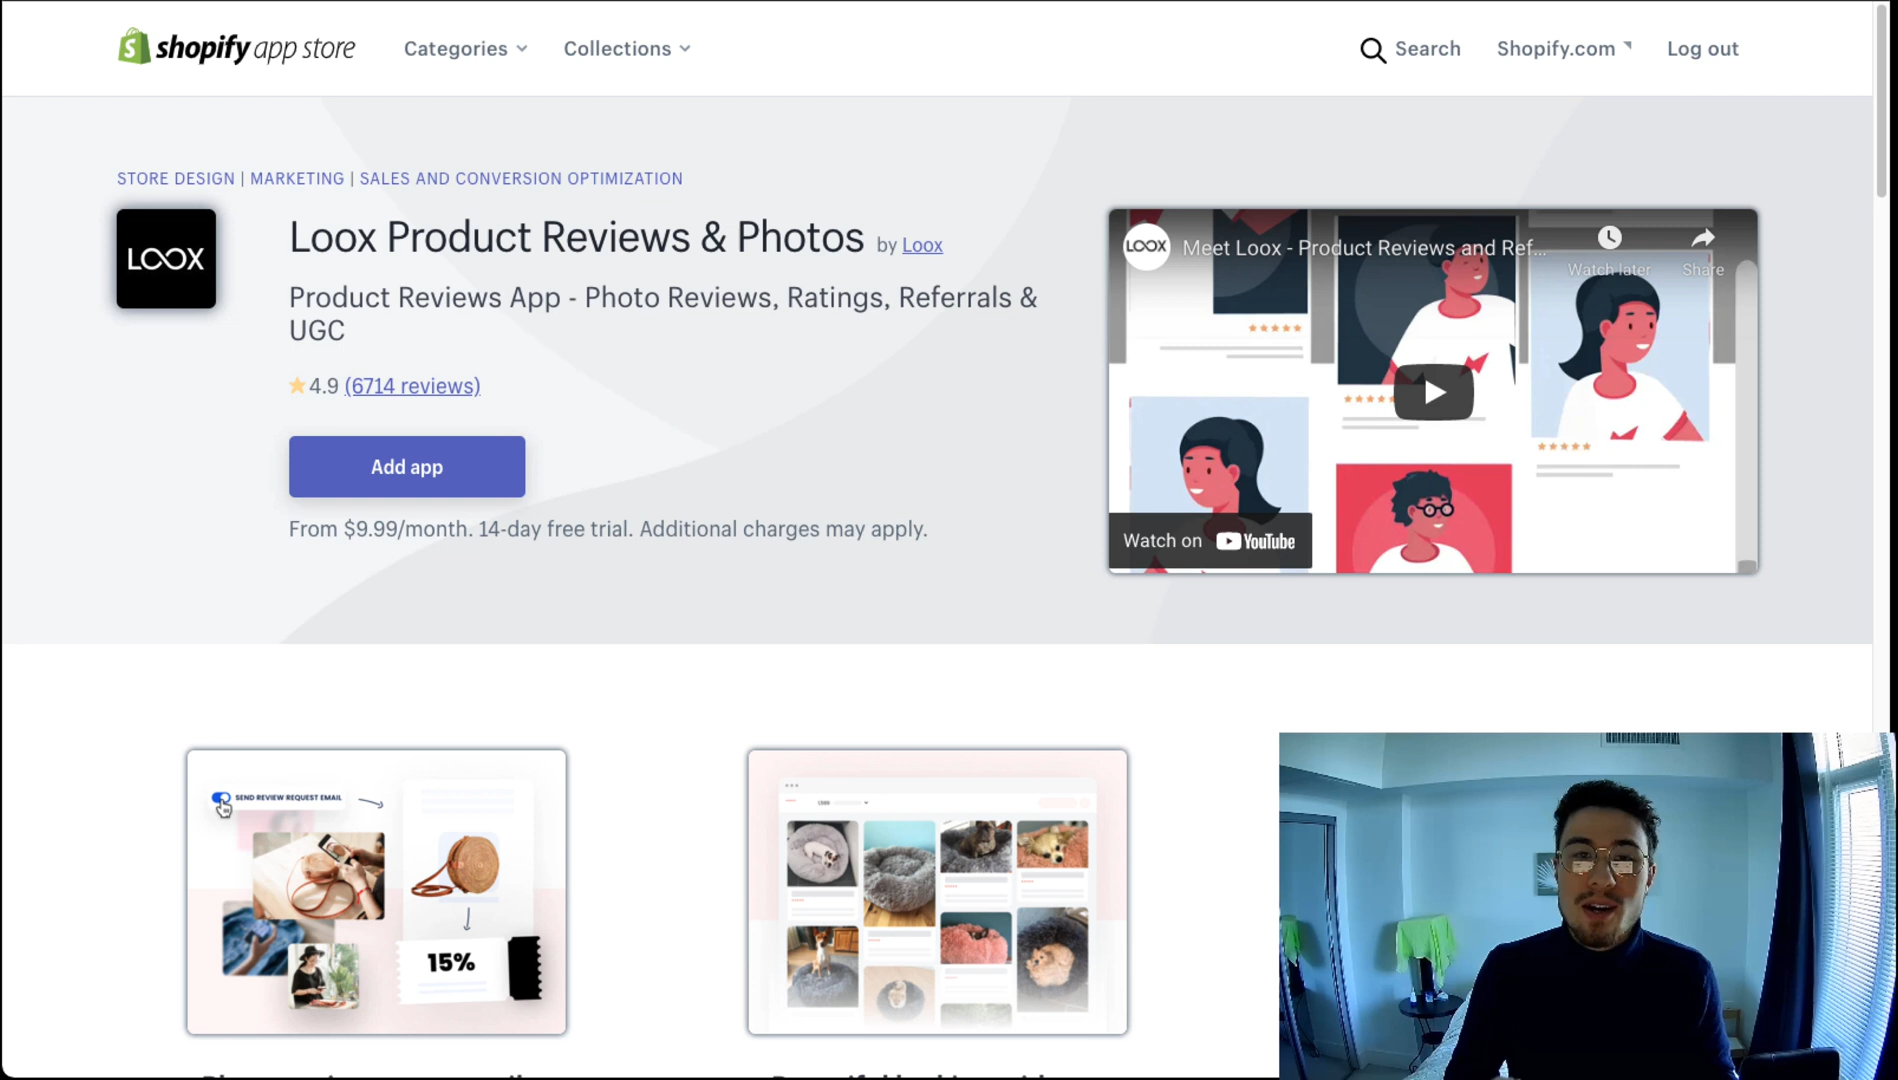 shopify app store
Categories
Collections
Search
Shopify.com
Log out
STORE DESIGN | MARKETING | SALES AND CONVERSION OPTIMIZATION
LOOX
Loox Product Reviews & Photos by Loox
Product Reviews App - Photo Reviews, Ratings, Referrals &
UGC
4.9 (6714 reviews)
Add app
From $9.99/month. 14-day free trial. Additional charges may apply.
LOOX
Meet Loox - Product Reviews and Ref...
Watch later
Share
Watch on YouTube
SEND REVIEW REQUEST EMAIL
15%